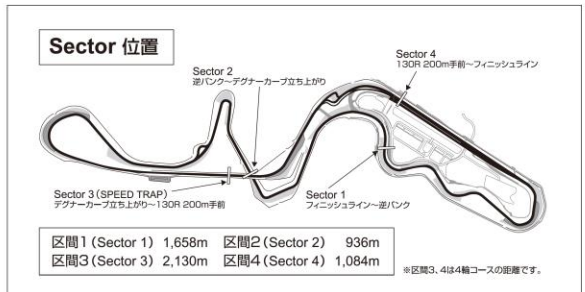 Sector 位置
Sector 4
130R 200m手前～フィニッシュライン
Sector 2
逆バンク～デグナーカーブ立ち上がり
Sector 3 (SPEED TRAP)
デグナーカーブ立ち上がり～130R 200m手前
Sector 1
フィニッシュライン～逆バンク
区間1 (Sector 1) 1,658m 区間2 (Sector 2) 936m
区間3 (Sector 3) 2,130m 区間4 (Sector 4) 1,084m
※区間3、4は4輪コースの距離です。